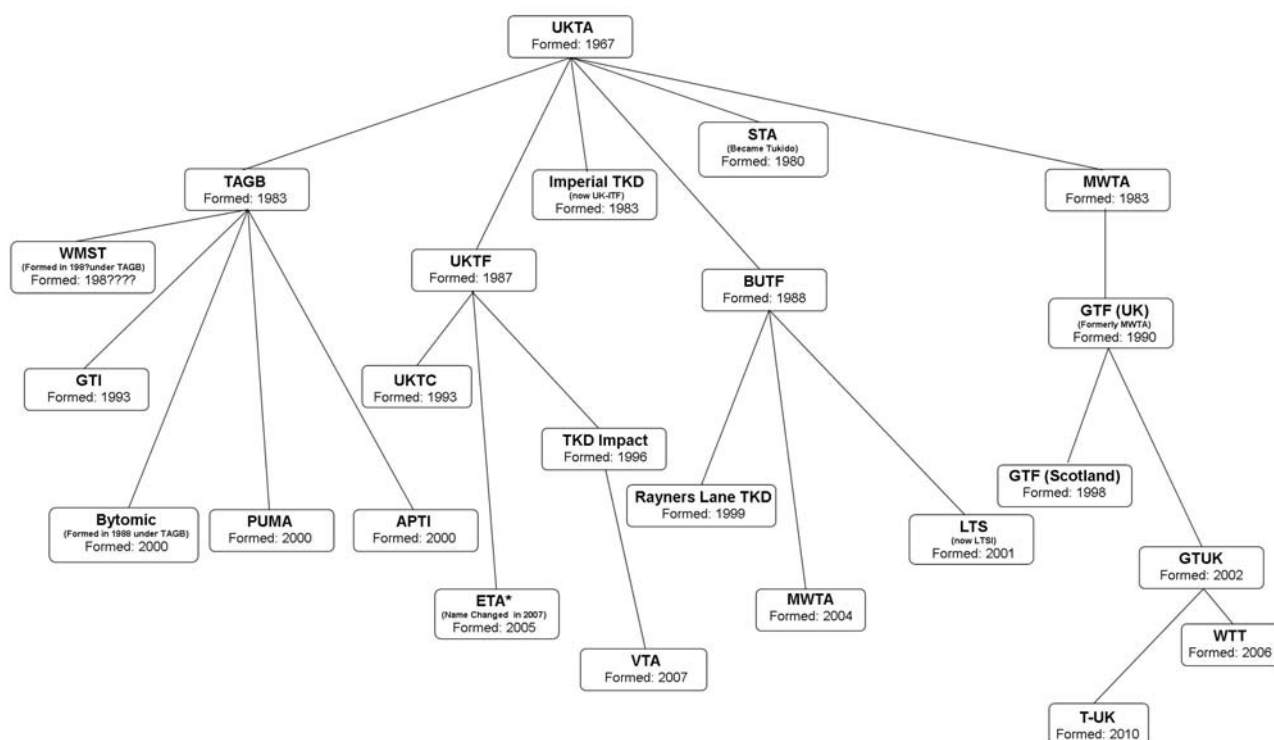 UKTA
Formed: 1967
STA
(Became Tukido)
Formed: 1980
TAGB
Formed: 1983
Imperial TKD
(now UK-ITF)
Formed: 1983
MWTA
Formed: 1983
WMST
(Formed in 198?under TAGB)
Formed: 198????
UKTF
Formed: 1987
BUTF
Formed: 1988
GTF (UK)
(Formerly MWTA)
Formed: 1990
GTI
Formed: 1993
UKTC
Formed: 1993
TKD Impact
Formed: 1996
GTF (Scotland)
Formed: 1998
Rayners Lane TKD
Formed: 1999
Bytomic
(Formed in 1988 under TAGB)
Formed: 2000
PUMA
Formed: 2000
APTI
Formed: 2000
LTS
(now LTSI)
Formed: 2001
GTUK
Formed: 2002
ETA*
(Name Changed in 2007)
Formed: 2005
MWTA
Formed: 2004
WTT
Formed: 2006
VTA
Formed: 2007
T-UK
Formed: 2010